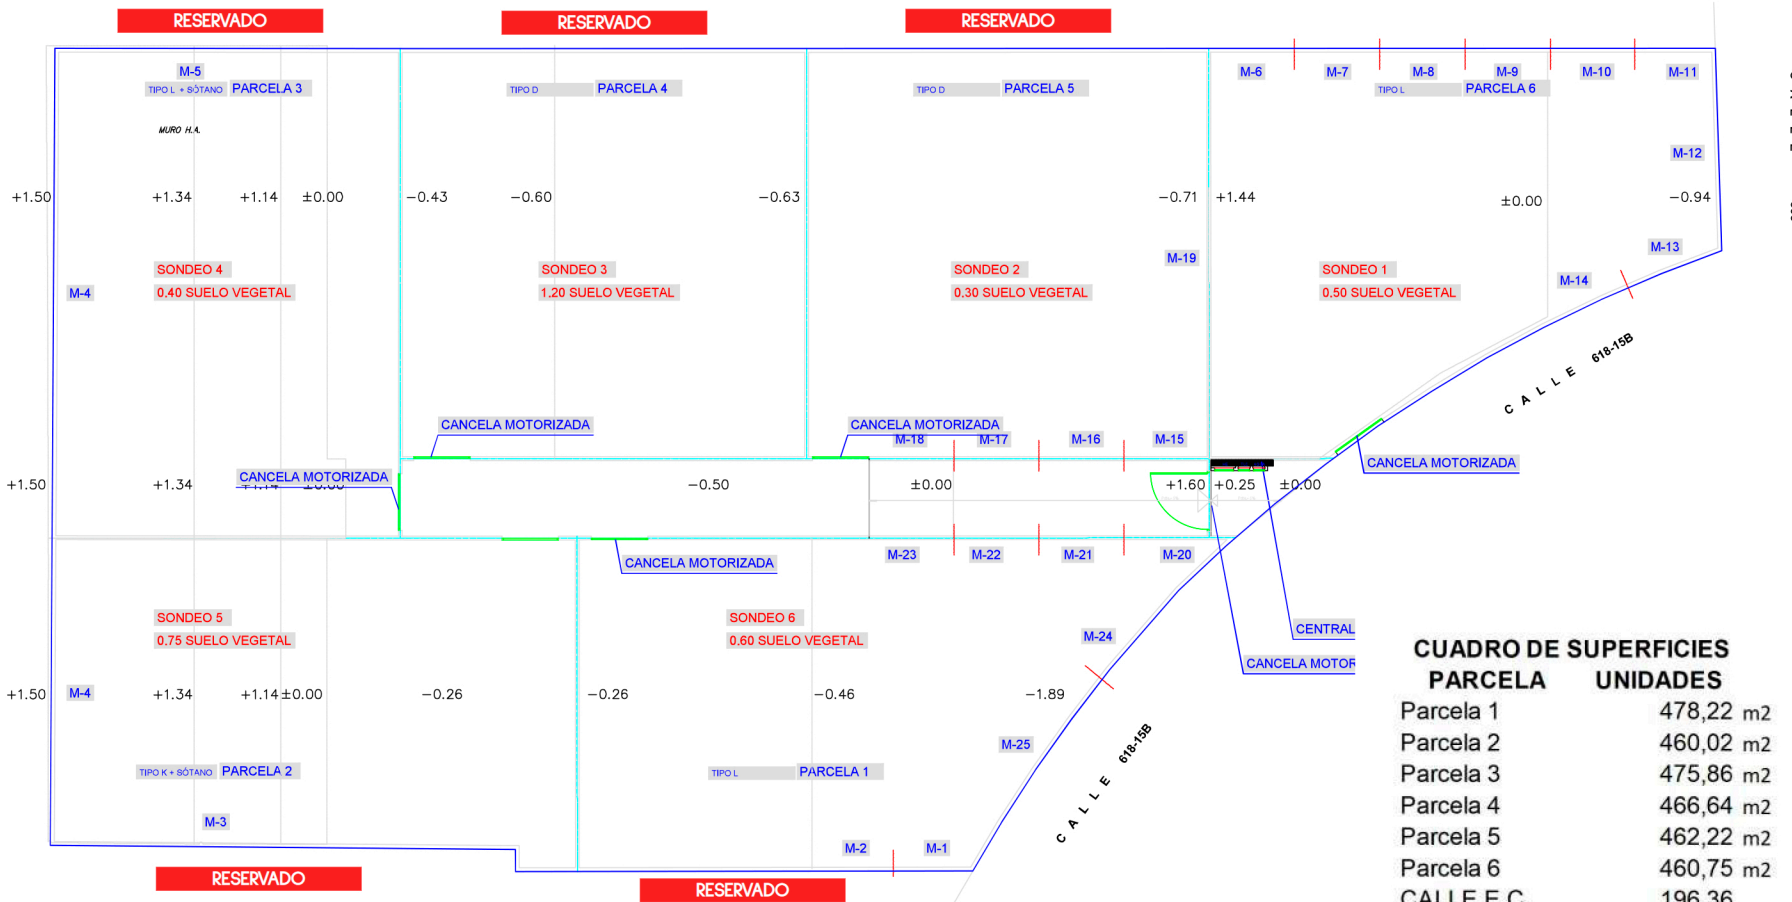 RESERVADO
RESERVADO
RESERVADO
M-5
TIPO L + SÓTANO PARCELA 3
TIPO D PARCELA 4
TIPO D PARCELA 5
M-6 M-7 M-8 M-9 M-10 M-11
TIPO L PARCELA 6
MURO H.A.
M-12
+1.50 +1.34 +1.14 ±0.00 −0.43 −0.60 −0.63 −0.71 +1.44 ±0.00 −0.94
M-19
M-13
M-14
SONDEO 4
0.40 SUELO VEGETAL
M-4
SONDEO 3
1.20 SUELO VEGETAL
SONDEO 2
0.30 SUELO VEGETAL
SONDEO 1
0.50 SUELO VEGETAL
CALLE 618-15B
CANCELA MOTORIZADA
CANCELA MOTORIZADA
M-18 M-17 M-16 M-15
CANCELA MOTORIZADA
CANCELA MOTORIZADA
+1.50 +1.34 +1.14 ±0.00 −0.50 ±0.00 +1.60 +0.25 ±0.00
M-23 M-22 M-21 M-20
CANCELA MOTORIZADA
SONDEO 5
0.75 SUELO VEGETAL
SONDEO 6
0.60 SUELO VEGETAL
M-24
CENTRAL
CANCELA MOTOR
+1.50 M-4 +1.34 +1.14 ±0.00 −0.26 −0.26 −0.46 −1.89
M-25
CALLE 618-15B
TIPO K + SÓTANO PARCELA 2
TIPO L PARCELA 1
M-3
M-2 M-1
RESERVADO
RESERVADO
CUADRO DE SUPERFICIES
PARCELA UNIDADES
Parcela 1 478,22 m2
Parcela 2 460,02 m2
Parcela 3 475,86 m2
Parcela 4 466,64 m2
Parcela 5 462,22 m2
Parcela 6 460,75 m2
CALLE E.C. 196,36